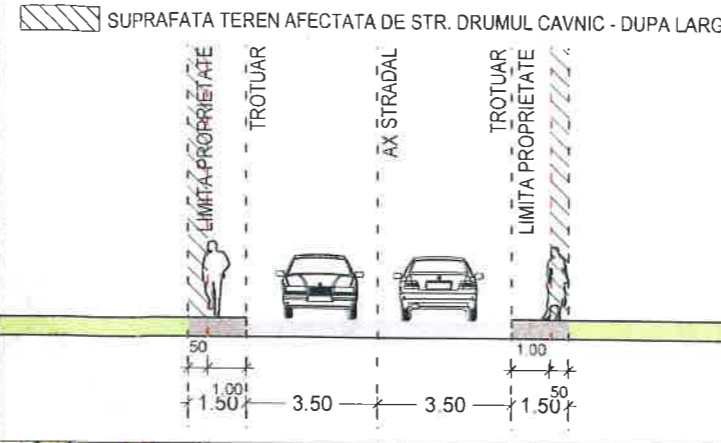 SUPRAFATA TEREN AFECTATA DE STR. DRUMUL CAVNIC - DUPA LARG
LIMITA PROPRIETATE
TROTUAR
AX STRADAL
TROTUAR
LIMITA PROPRIETATE
50
1.00
1.00
50
1.50 3.50 3.50 1.50